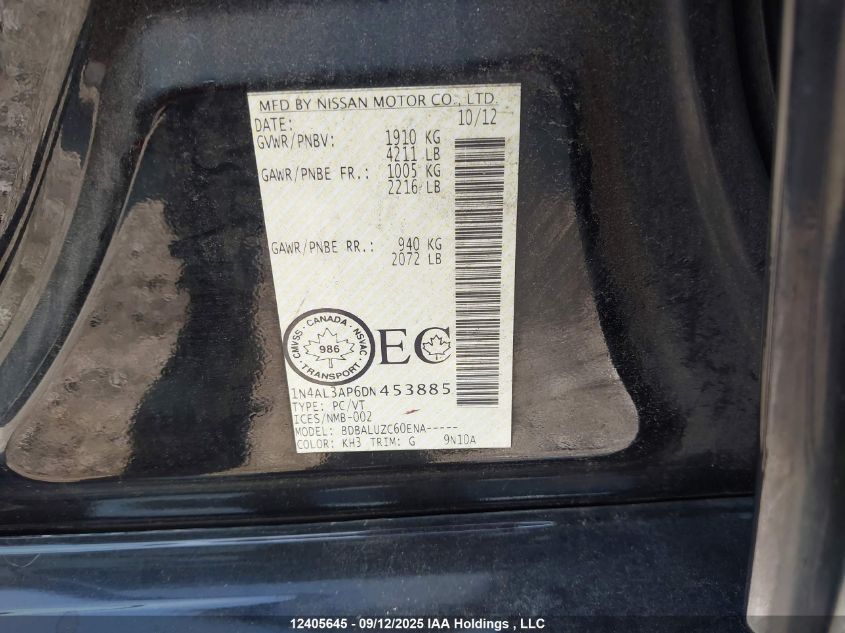 MFD BY NISSAN MOTOR CO., LTD.
DATE: 10/12
GVWR/PNBV: 1910 KG
4211 LB
GAWR/PNBE FR.: 1005 KG
2216 LB
GAWR/PNBE RR.: 940 KG
2072 LB
CANADA
CMVSS 986 NSVAC
TRANSPORT
EC
1N4AL3AP6DN453885
TYPE: PC/VT
ICES/NMB-002
MODEL: BDBALUZC60ENA-----
COLOR: KH3 TRIM: G 9N10A
12405645 - 09/12/2025 IAA Holdings , LLC